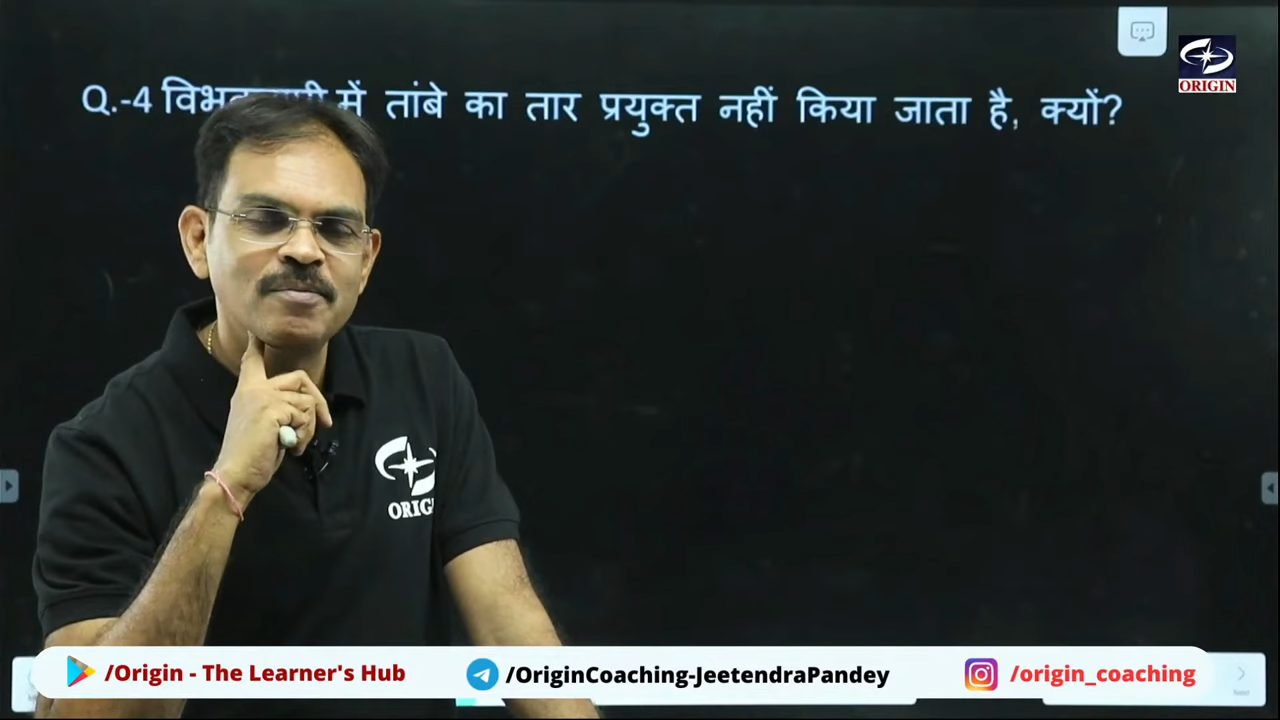 ORIGIN
Q.-4 में तांबे का तार प्रयुक्त नहीं किया जाता है, क्यों?
/Origin - The Learner's Hub
/OriginCoaching-JeetendraPandey
/origin_coaching